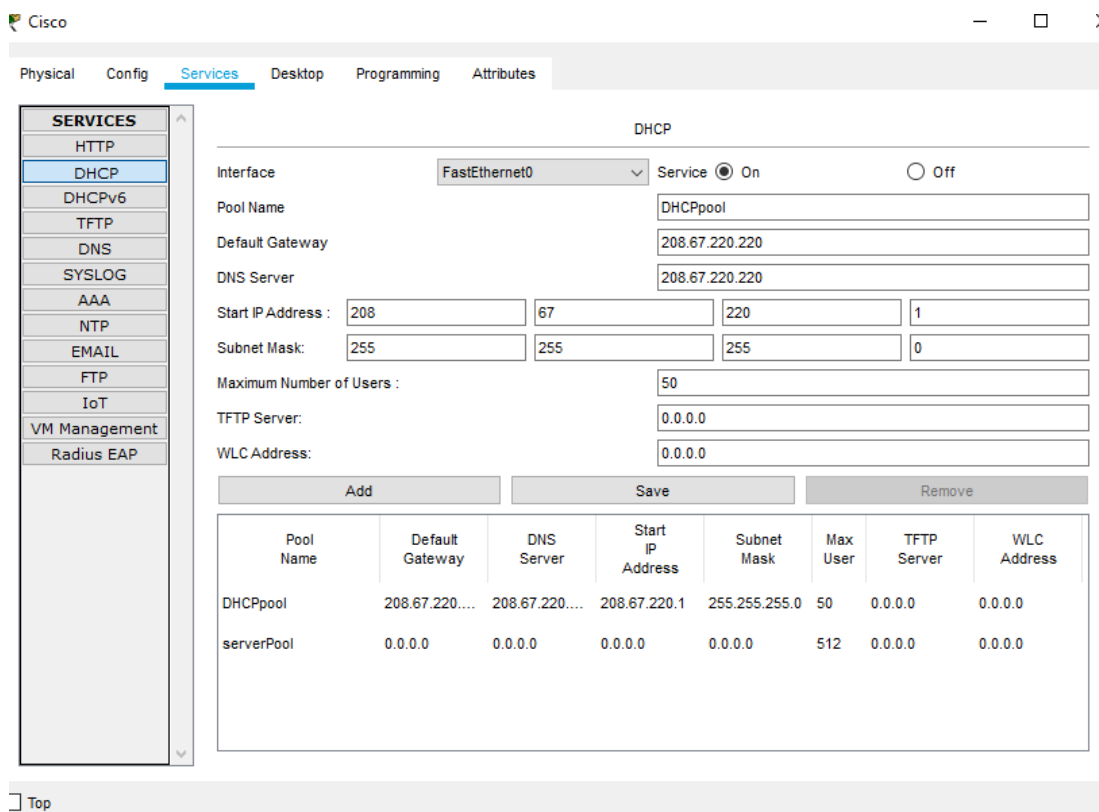 Cisco
Physical Config Services Desktop Programming Attributes
SERVICES
HTTP
DHCP
DHCPv6
TFTP
DNS
SYSLOG
AAA
NTP
EMAIL
FTP
IoT
VM Management
Radius EAP
DHCP
Interface FastEthernet0 Service On Off
Pool Name DHCPpool
Default Gateway 208.67.220.220
DNS Server 208.67.220.220
Start IP Address : 208 67 220 1
Subnet Mask: 255 255 255 0
Maximum Number of Users : 50
TFTP Server: 0.0.0.0
WLC Address: 0.0.0.0
Add Save Remove
Pool Name Default Gateway DNS Server Start IP Address Subnet Mask Max User TFTP Server WLC Address
DHCPpool 208.67.220.... 208.67.220.... 208.67.220.1 255.255.255.0 50 0.0.0.0 0.0.0.0
serverPool 0.0.0.0 0.0.0.0 0.0.0.0 0.0.0.0 512 0.0.0.0 0.0.0.0
Top